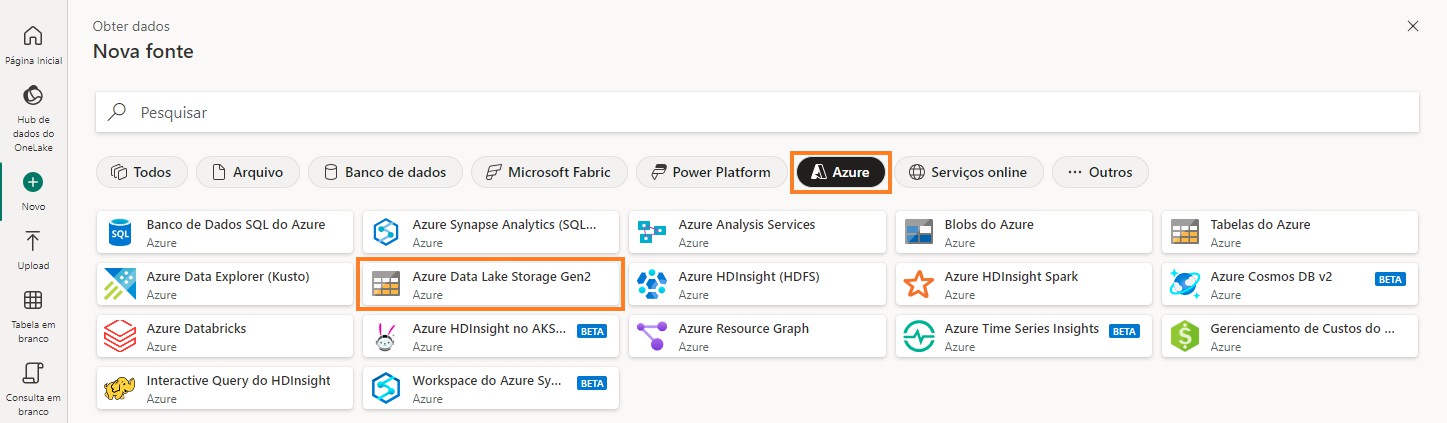 Obter dados
Nova fonte
Página Inicial
Hub de
dados do
OneLake
Novo
Upload
Tabela em
branco
Consulta em
branco
Pesquisar
Todos
Arquivo
Banco de dados
Microsoft Fabric
Power Platform
Azure
Serviços online
Outros
Banco de Dados SQL do Azure
Azure
Azure Synapse Analytics (SQL...
Azure
Azure Analysis Services
Azure
Blobs do Azure
Azure
Tabelas do Azure
Azure
Azure Data Explorer (Kusto)
Azure
Azure Data Lake Storage Gen2
Azure
Azure HDInsight (HDFS)
Azure
Azure HDInsight Spark
Azure
Azure Cosmos DB v2
Azure
BETA
Azure Databricks
Azure
Azure HDInsight no AKS...
Azure
BETA
Azure Resource Graph
Azure
Azure Time Series Insights
Azure
BETA
Gerenciamento de Custos do ...
Azure
Interactive Query do HDInsight
Azure
Workspace do Azure Sy...
Azure
BETA
SQL